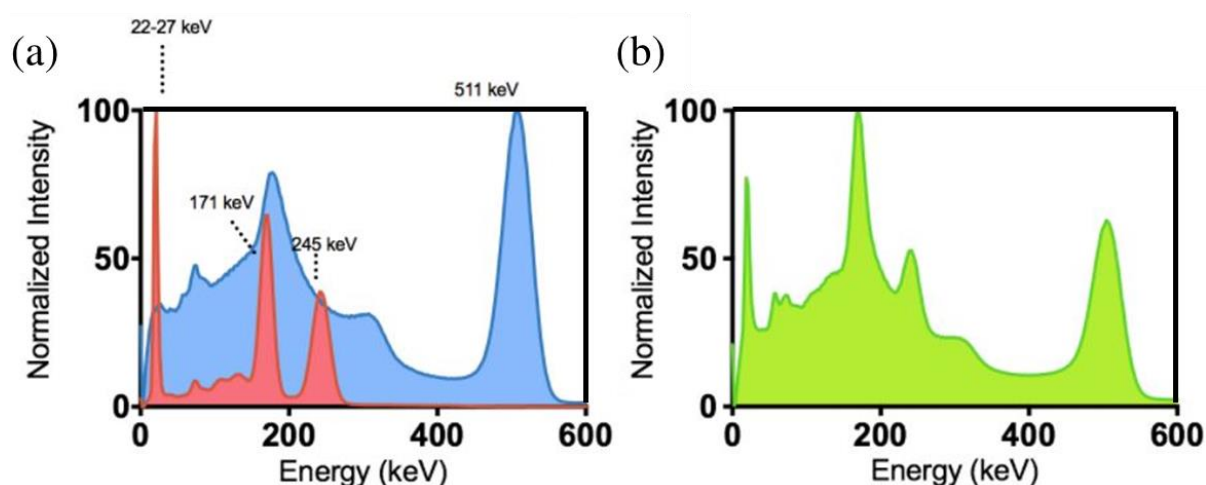 22-27 keV
(a)
511 keV
100
171 keV
245 keV
50
0
0 200 400 600
Normalized Intensity
Energy (keV)
(b)
100
50
0
0 200 400 600
Normalized Intensity
Energy (keV)